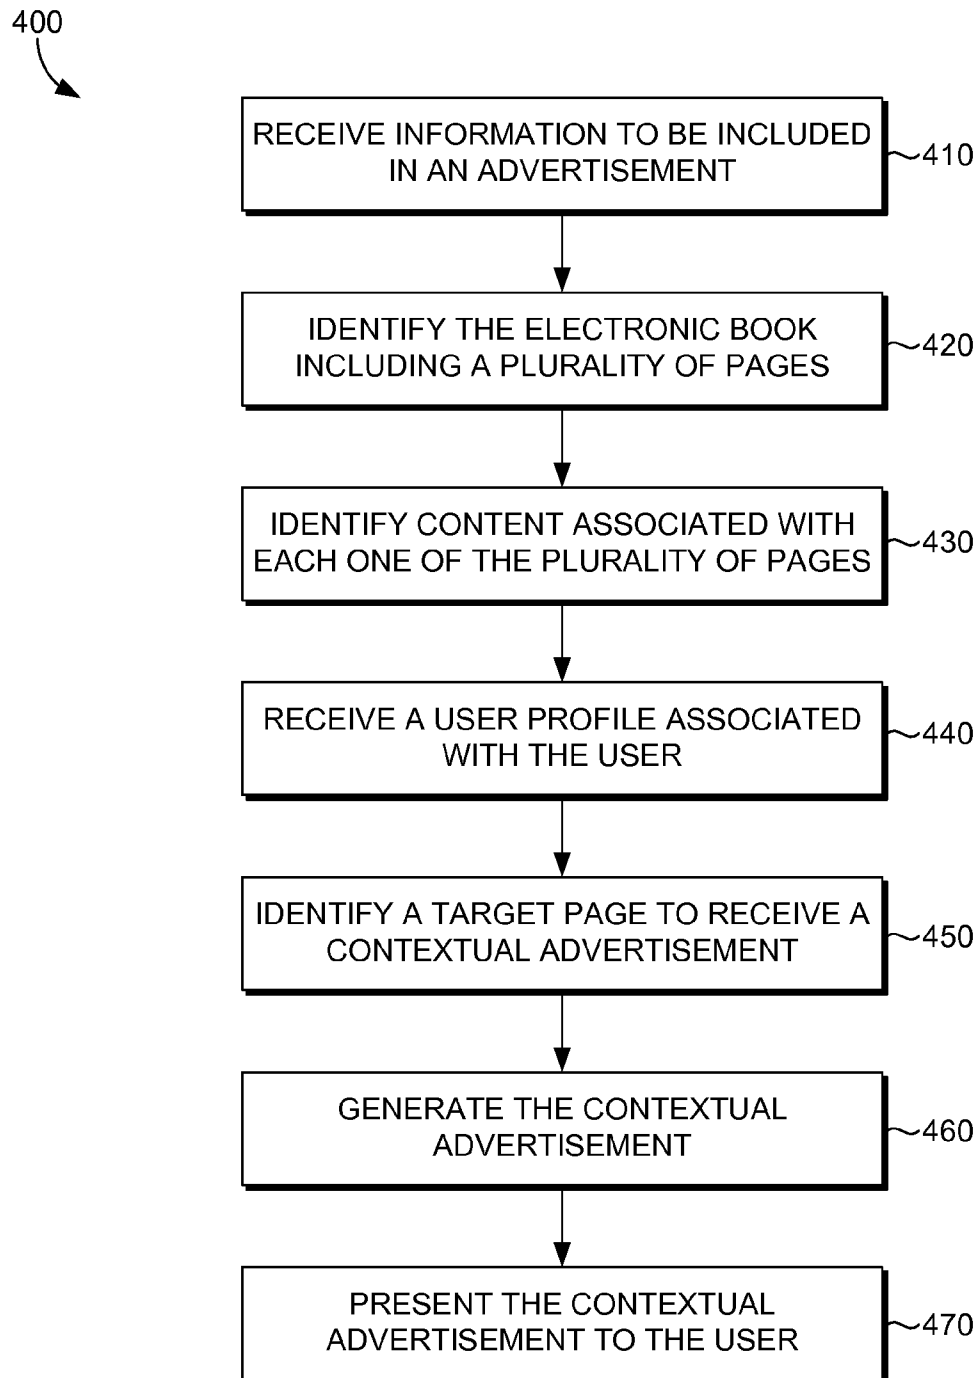 400
RECEIVE INFORMATION TO BE INCLUDED
IN AN ADVERTISEMENT
410
IDENTIFY THE ELECTRONIC BOOK
INCLUDING A PLURALITY OF PAGES
420
IDENTIFY CONTENT ASSOCIATED WITH
EACH ONE OF THE PLURALITY OF PAGES
430
RECEIVE A USER PROFILE ASSOCIATED
WITH THE USER
440
IDENTIFY A TARGET PAGE TO RECEIVE A
CONTEXTUAL ADVERTISEMENT
450
GENERATE THE CONTEXTUAL
ADVERTISEMENT
460
PRESENT THE CONTEXTUAL
ADVERTISEMENT TO THE USER
470